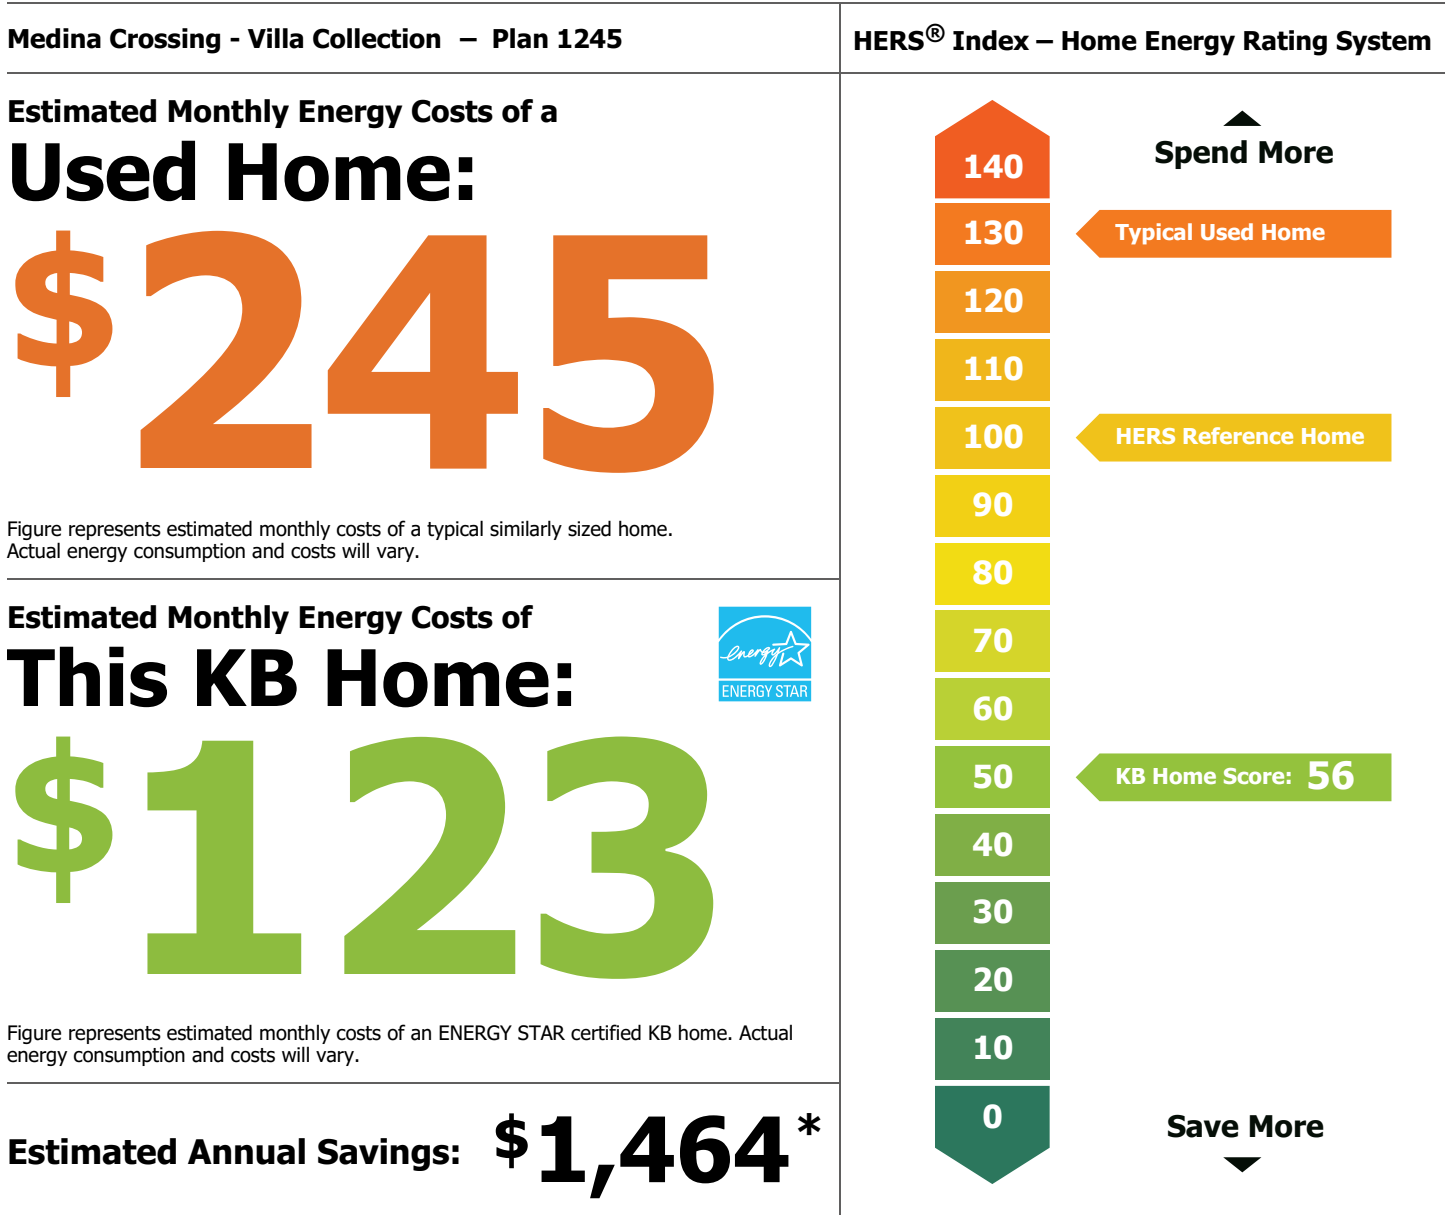 Medina Crossing - Villa Collection – Plan 1245
Estimated Monthly Energy Costs of a
Used Home:
$245
Figure represents estimated monthly costs of a typical similarly sized home.
Actual energy consumption and costs will vary.
Estimated Monthly Energy Costs of
This KB Home:
energy
ENERGY STAR
$123
Figure represents estimated monthly costs of an ENERGY STAR certified KB home. Actual
energy consumption and costs will vary.
Estimated Annual Savings: $1,464*
HERS® Index – Home Energy Rating System
Spend More
140
130
Typical Used Home
120
110
100
HERS Reference Home
90
80
70
60
50
KB Home Score: 56
40
30
20
10
0
Save More